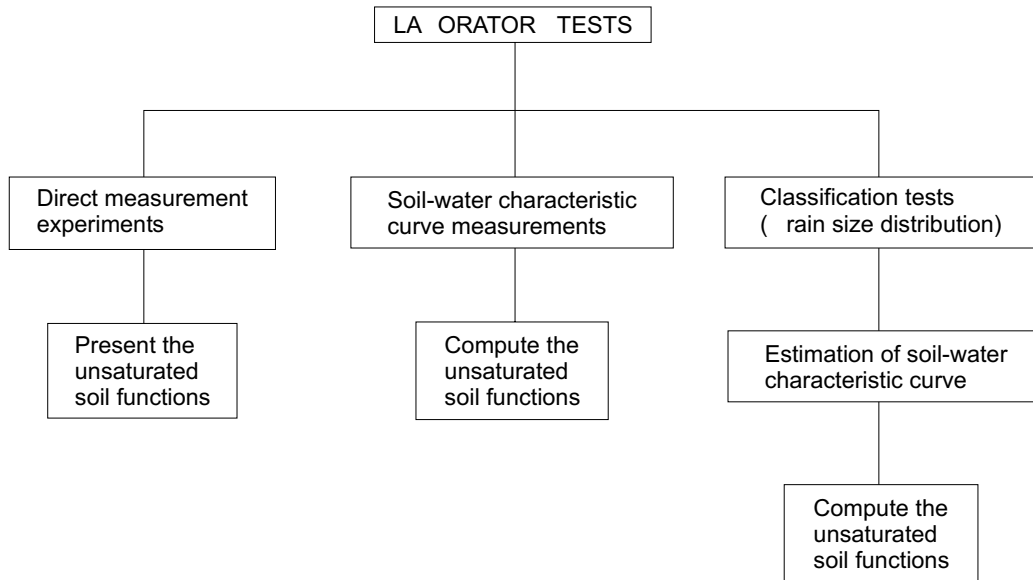 LA ORATOR TESTS
Direct measurement
experiments
Soil-water characteristic
curve measurements
Classification tests
( rain size distribution)
Present the
unsaturated
soil functions
Compute the
unsaturated
soil functions
Estimation of soil-water
characteristic curve
Compute the
unsaturated
soil functions